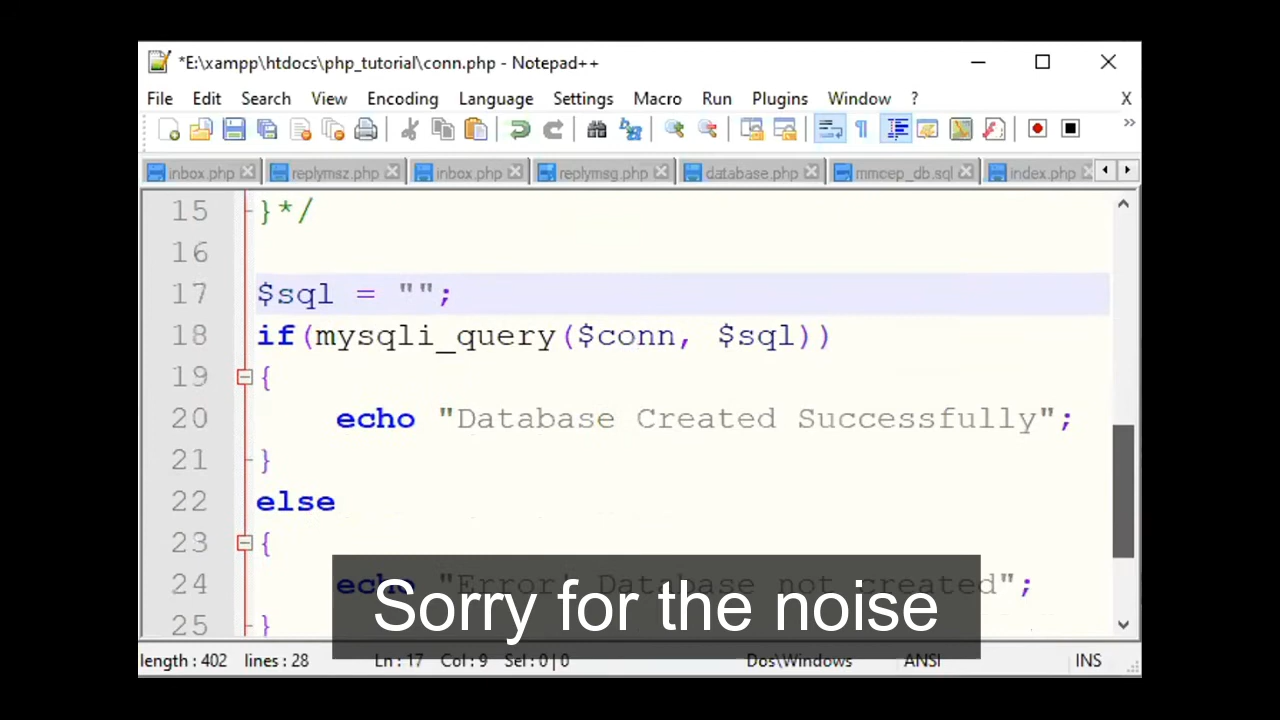 *E:\xampp\htdocs\php_tutorial\conn.php - Notepad++
File Edit Search View Encoding Language Settings Macro Run Plugins Window ? X
inbox.php replymsz.php inbox.php replymsg.php database.php mmcep_db.sql index.php
15 }*/
16
17 $sql = "";
18 if(mysqli_query($conn, $sql))
19 {
20 echo "Database Created Successfully";
21 }
22 else
23 {
24 echo "Error! Database not created";
25 }
Sorry for the noise
length : 402 lines : 28 Ln : 17 Col : 9 Sel : 0 | 0 Dos\Windows ANSI INS